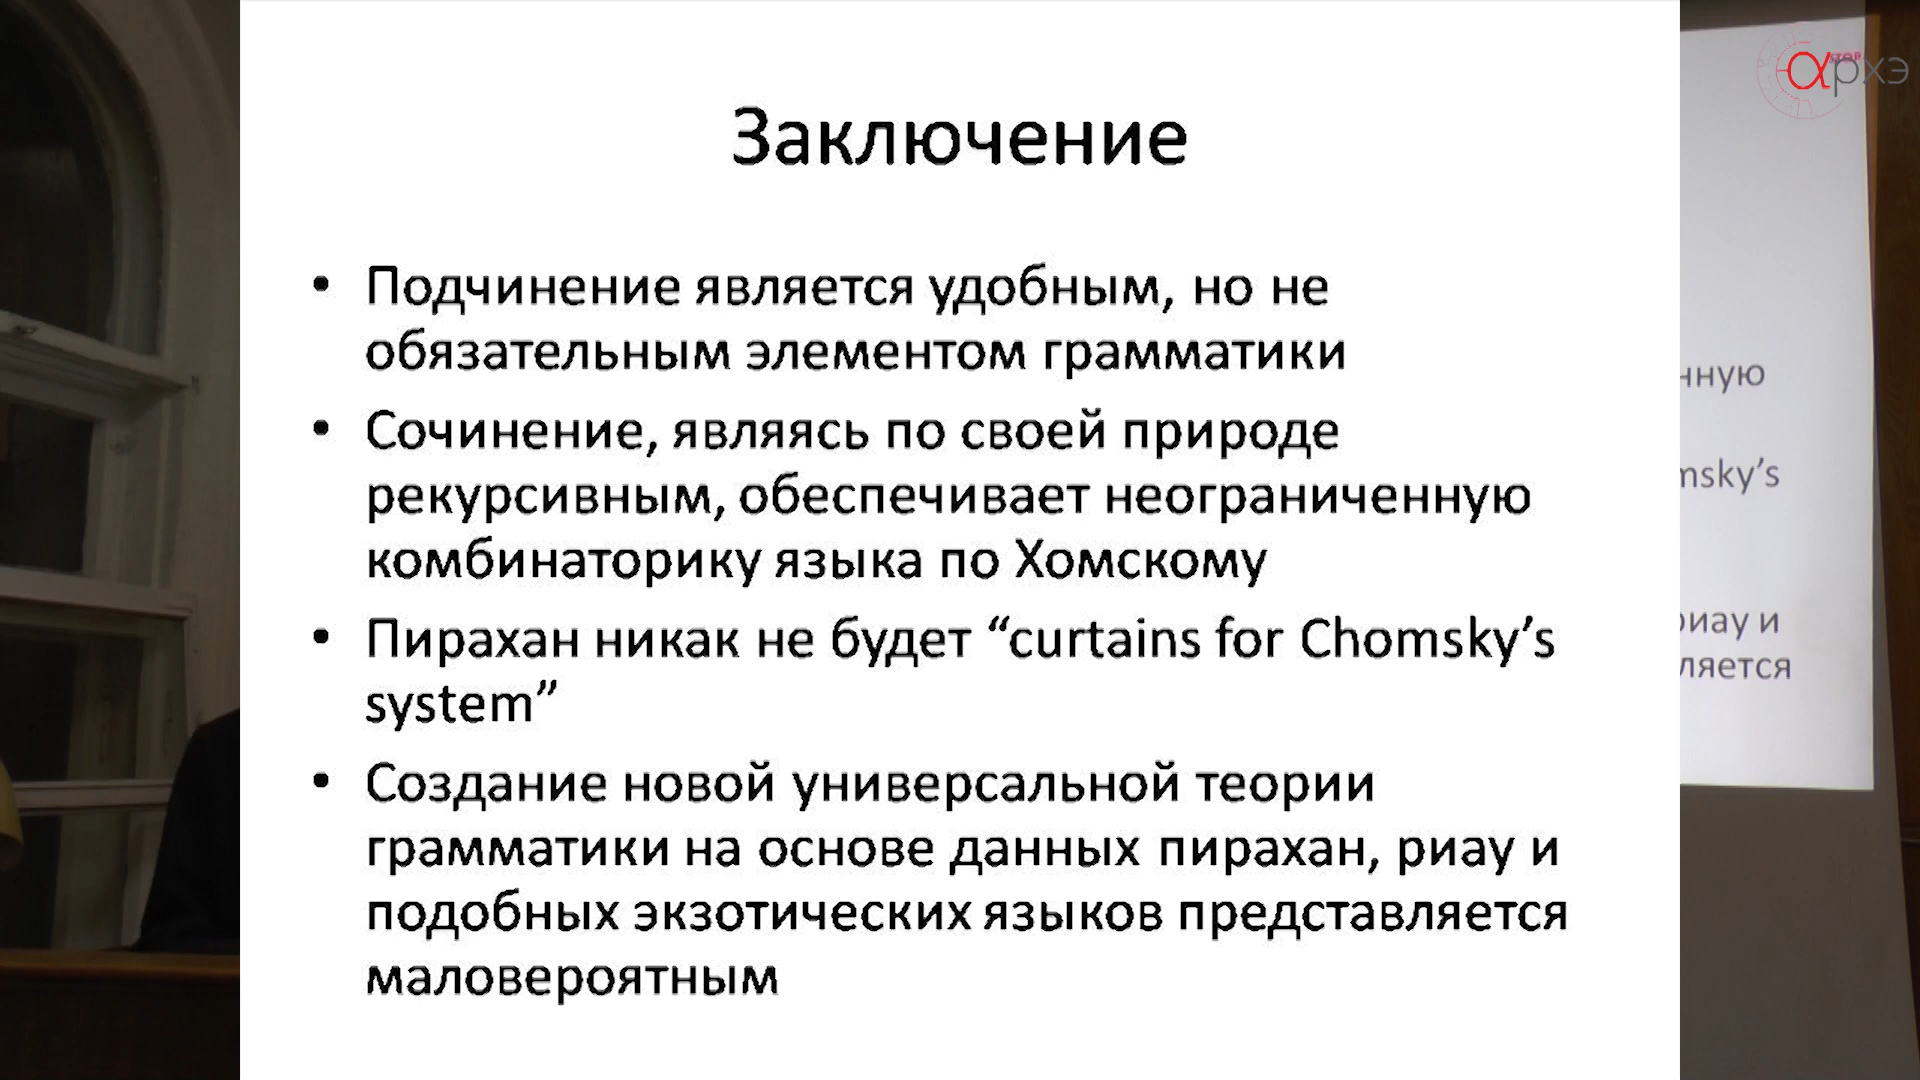 Заключение
• Подчинение является удобным, но не
обязательным элементом грамматики
• Сочинение, являясь по своей природе
рекурсивным, обеспечивает неограниченную
комбинаторику языка по Хомскому
• Пирахан никак не будет “curtains for Chomsky’s
system”
• Создание новой универсальной теории
грамматики на основе данных пирахан, риау и
подобных экзотических языков представляется
маловероятным
αрхэ
нную
msky’s
риау и
ляется